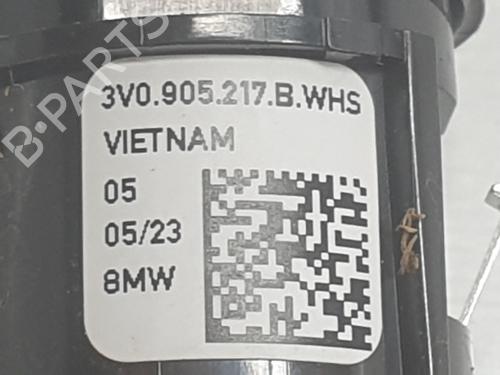 3V0.905.217.B.WHS
VIETNAM
05
05/23
8MW
B-PARTS